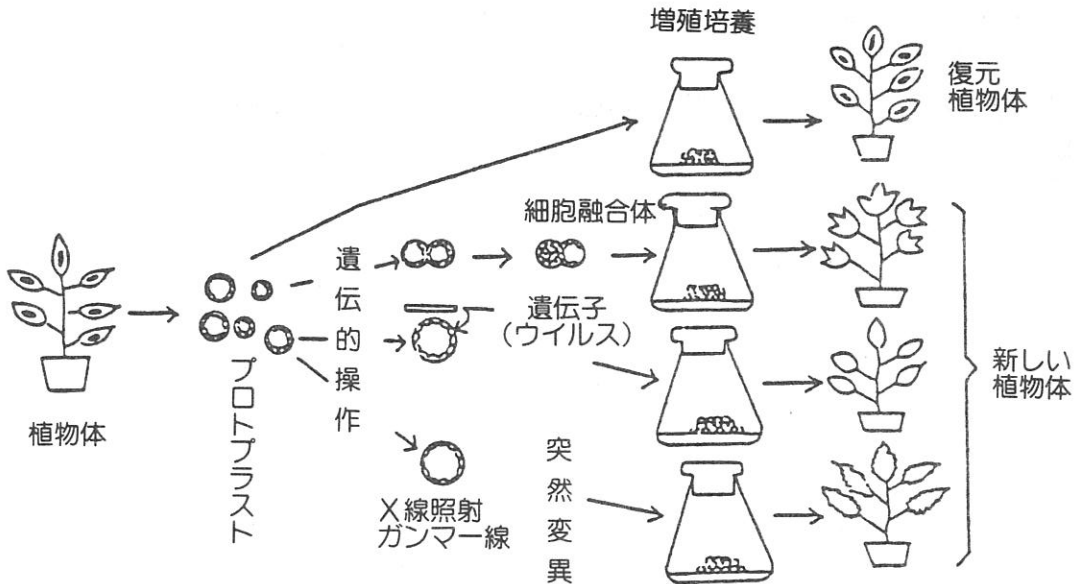 増殖培養
復元
植物体
細胞融合体
遺伝的操作
遺伝子
(ウイルス)
新しい
植物体
植物体
プロトプラスト
X線照射
ガンマー線
突然変異